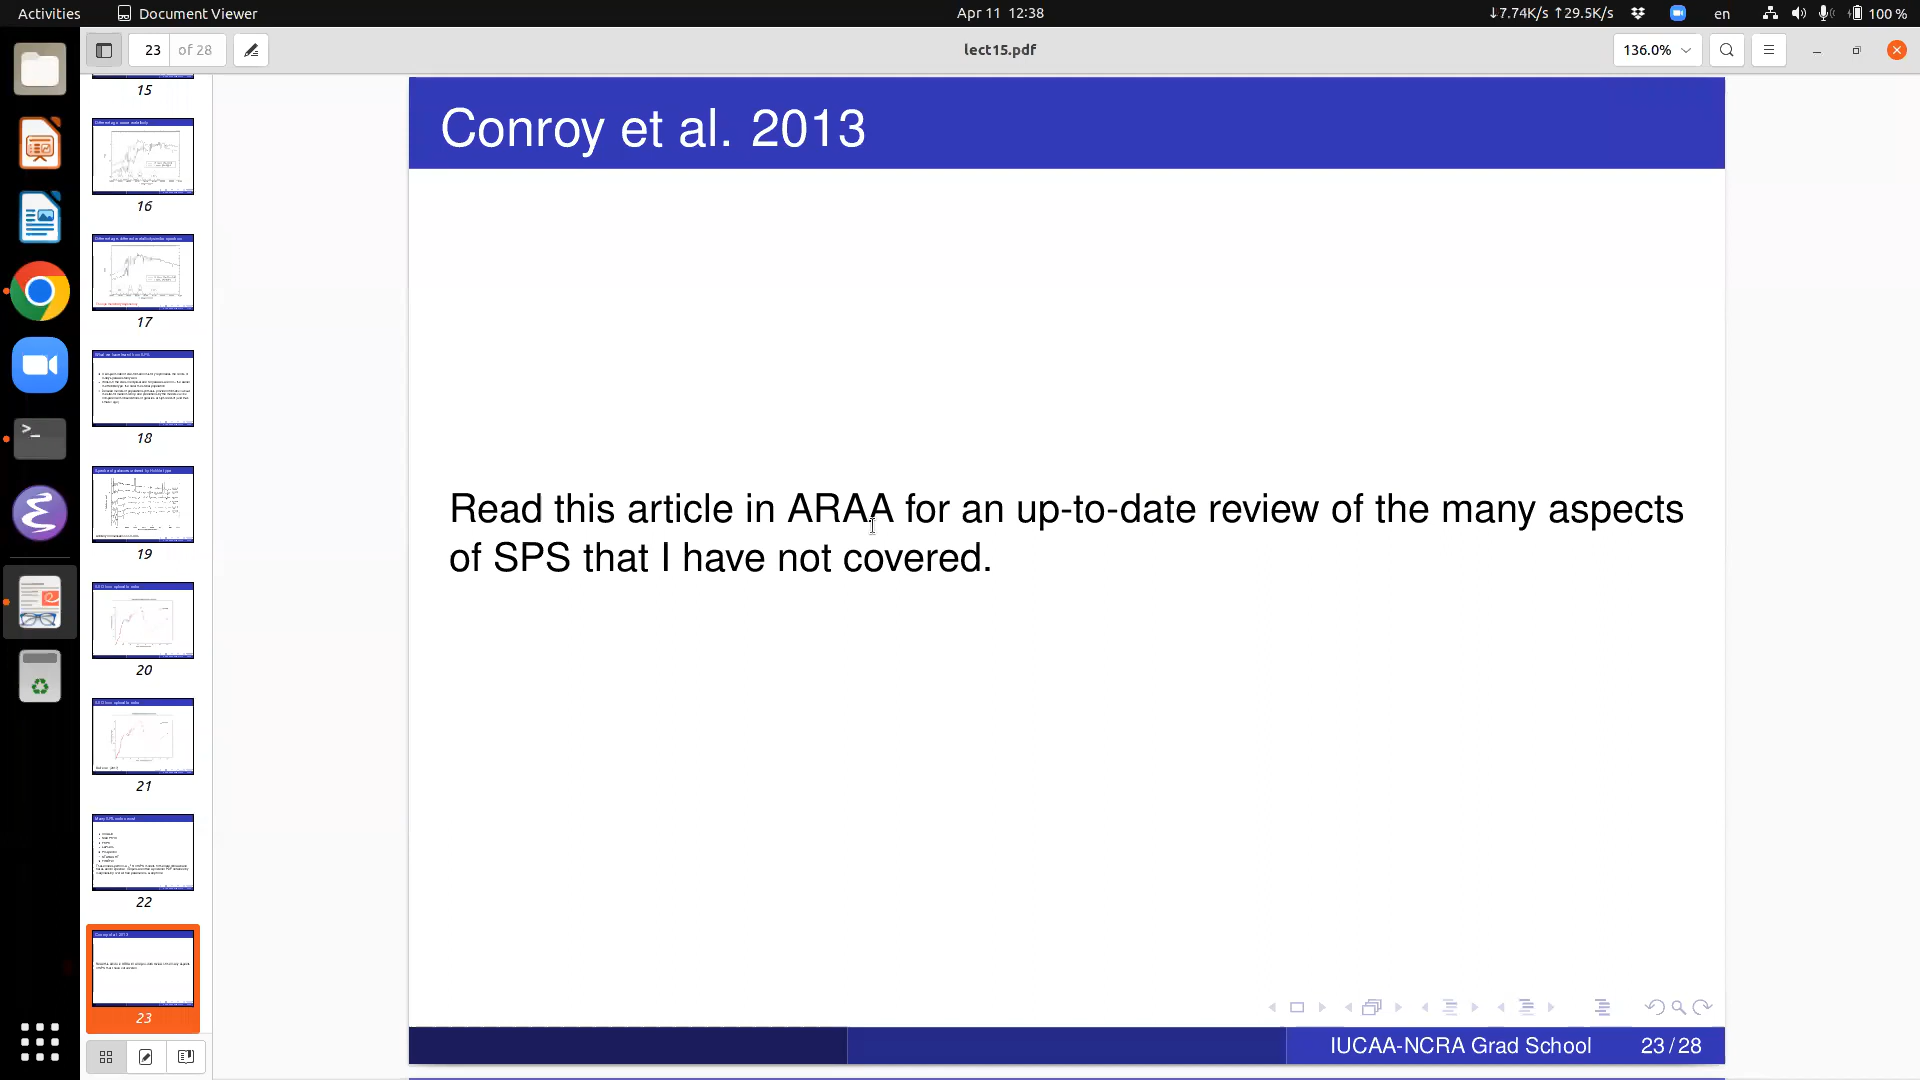 Activities
Document Viewer
Apr 11 12:38
↓7.74K/s ↑29.5K/s
en
100 %
23 of 28
lect15.pdf
136.0%
15
16
17
18
19
20
21
22
23
Conroy et al. 2013
Read this article in ARAA for an up-to-date review of the many aspects
of SPS that I have not covered.
IUCAA-NCRA Grad School
23 / 28